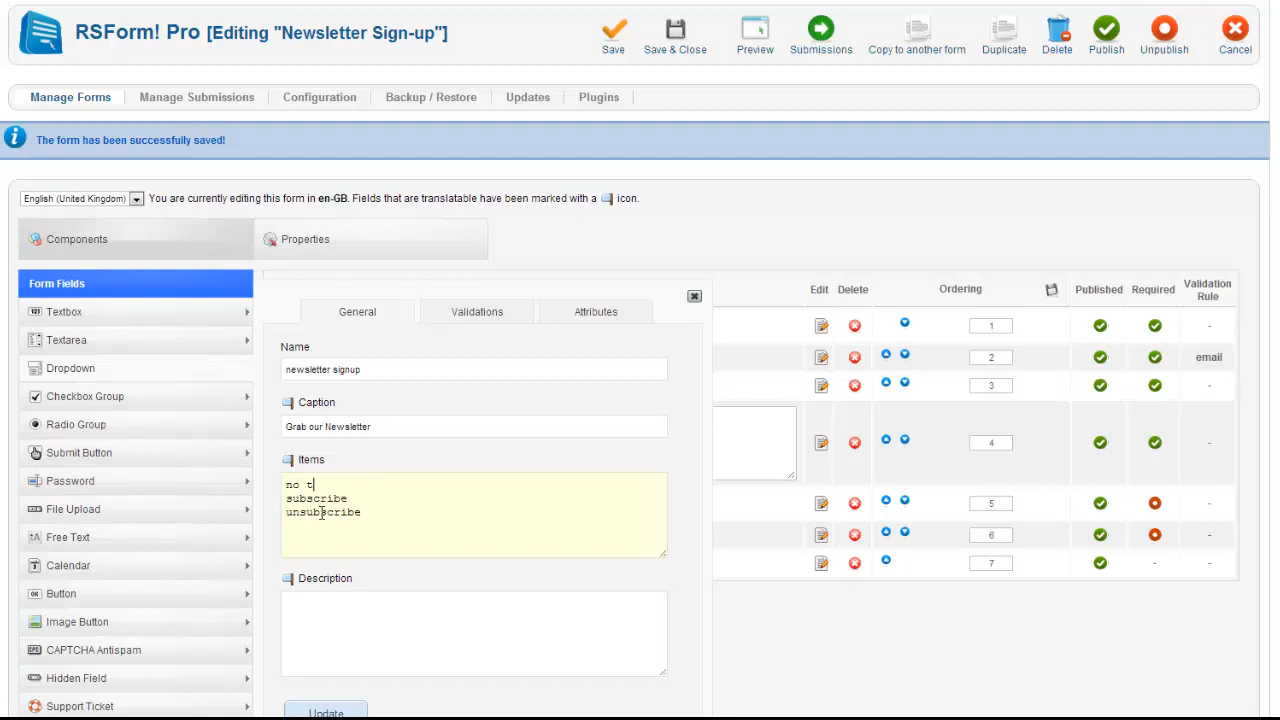 RSForm! Pro [Editing "Newsletter Sign-up"]
Save
Save & Close
Preview
Submissions
Copy to another form
Duplicate
Delete
Publish
Unpublish
Cancel
Manage Forms
Manage Submissions
Configuration
Backup / Restore
Updates
Plugins
The form has been successfully saved!
English (United Kingdom)
You are currently editing this form in en-GB. Fields that are translatable have been marked with a icon.
Components
Properties
Form Fields
Textbox
Textarea
Dropdown
Checkbox Group
Radio Group
Submit Button
Password
File Upload
Free Text
Calendar
Button
Image Button
CAPTCHA Antispam
Hidden Field
Support Ticket
General
Validations
Attributes
Name
newsletter signup
Caption
Grab our Newsletter
Items
no t
subscribe
unsubscribe
Description
Update
Edit Delete Ordering Published Required Validation Rule
1 -
2 email
3 -
4 -
5 -
6 -
7 - -